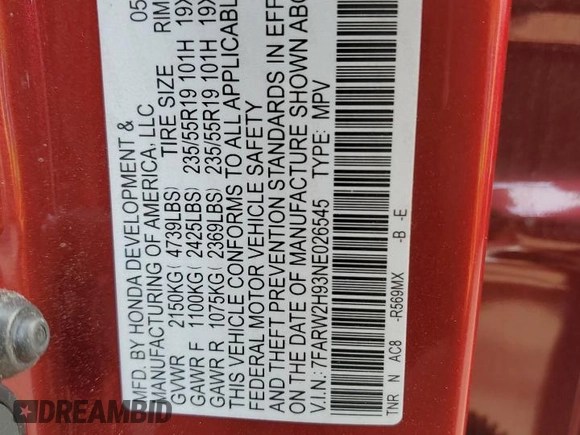 MFD. BY HONDA DEVELOPMENT & 05
MANUFACTURING OF AMERICA, LLC
GVWR 2150KG( 4739LBS) TIRE SIZE RIM
GAWR F 1100KG( 2425LBS) 235/55R19 101H 19X
GAWR R 1075KG( 2369LBS) 235/55R19 101H 19X
THIS VEHICLE CONFORMS TO ALL APPLICABL
FEDERAL MOTOR VEHICLE SAFETY
AND THEFT PREVENTION STANDARDS IN EFF
ON THE DATE OF MANUFACTURE SHOWN ABO
V.I.N.: 7FARW2H93NE026545 TYPE: MPV
TNR N AC8 -R569MX -B -E
DREAMBID